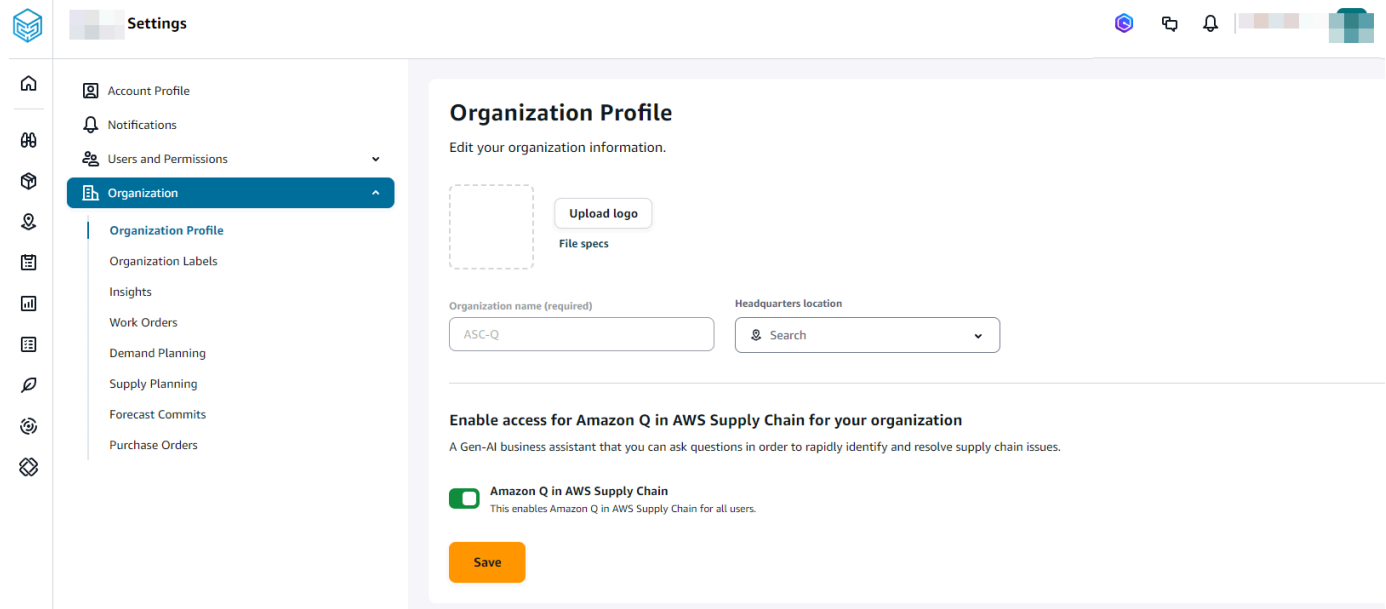 Settings
Account Profile
Notifications
Users and Permissions
Organization
Organization Profile
Organization Labels
Insights
Work Orders
Demand Planning
Supply Planning
Forecast Commits
Purchase Orders
Organization Profile
Edit your organization information.
Upload logo
File specs
Organization name (required)
Headquarters location
ASC-Q
Search
Enable access for Amazon Q in AWS Supply Chain for your organization
A Gen-AI business assistant that you can ask questions in order to rapidly identify and resolve supply chain issues.
Amazon Q in AWS Supply Chain
This enables Amazon Q in AWS Supply Chain for all users.
Save